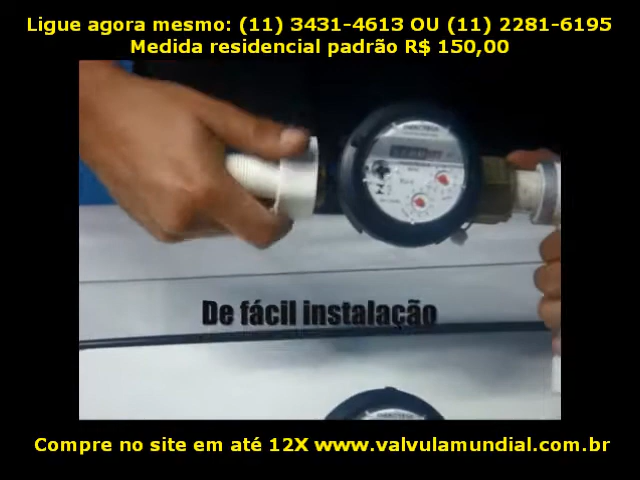 Ligue agora mesmo: (11) 3431-4613 OU (11) 2281-6195
Medida residencial padrão R$ 150,00
De fácil instalação
Compre no site em até 12X www.valvulamundial.com.br